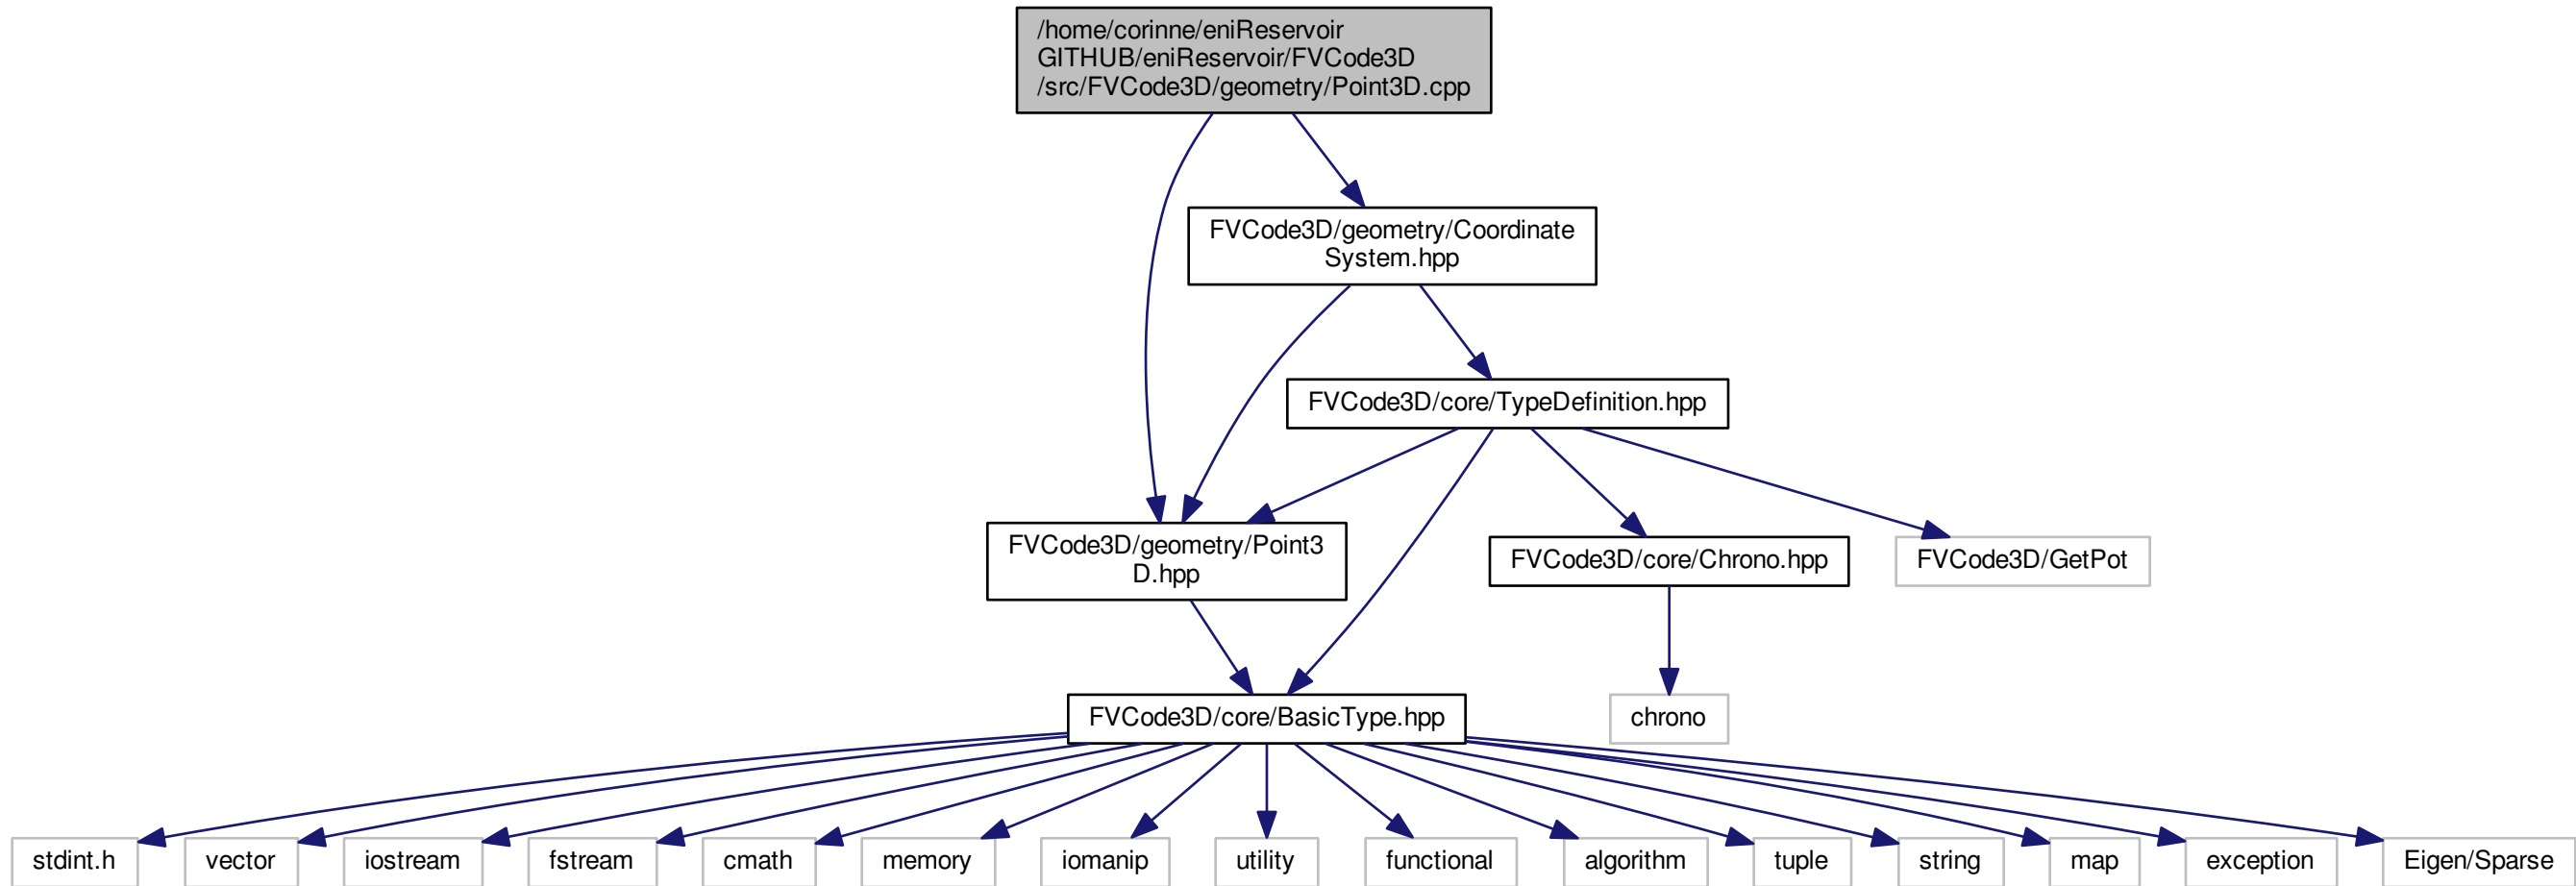 /home/corinne/eniReservoir
GITHUB/eniReservoir/FVCode3D
/src/FVCode3D/geometry/Point3D.cpp
FVCode3D/geometry/Coordinate
System.hpp
FVCode3D/core/TypeDefinition.hpp
FVCode3D/geometry/Point3
D.hpp
FVCode3D/core/Chrono.hpp
FVCode3D/GetPot
FVCode3D/core/BasicType.hpp
chrono
stdint.h
vector
iostream
fstream
cmath
memory
iomanip
utility
functional
algorithm
tuple
string
map
exception
Eigen/Sparse